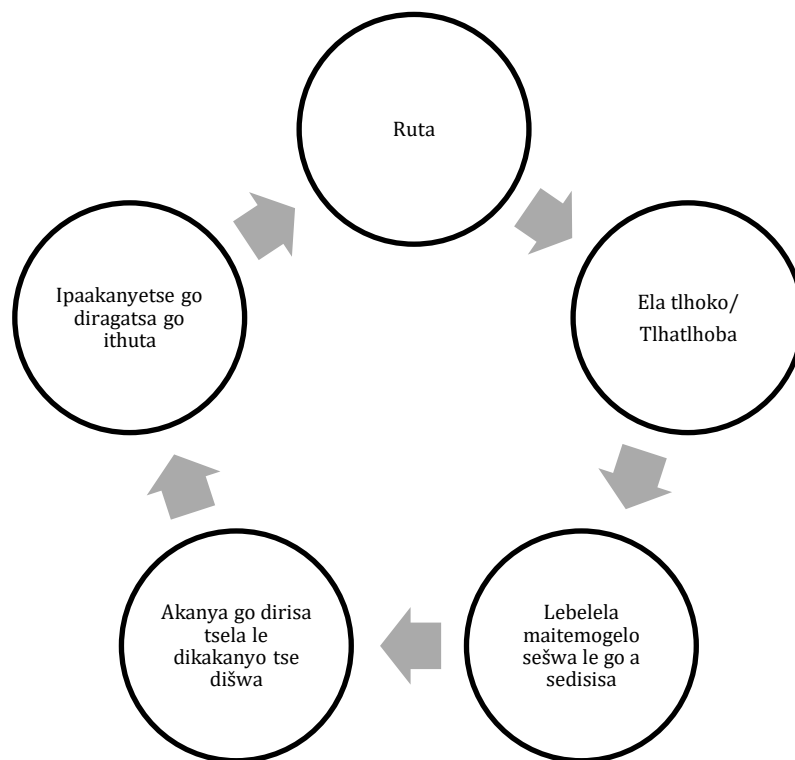 Ruta
Ela tlhoko/
Tlhatlhoba
Lebelela
maitemogelo
sešwa le go a
sedisisa
Akanya go dirisa
tsela le
dikakanyo tse
dišwa
Ipaakanyetse go
diragatsa go
ithuta